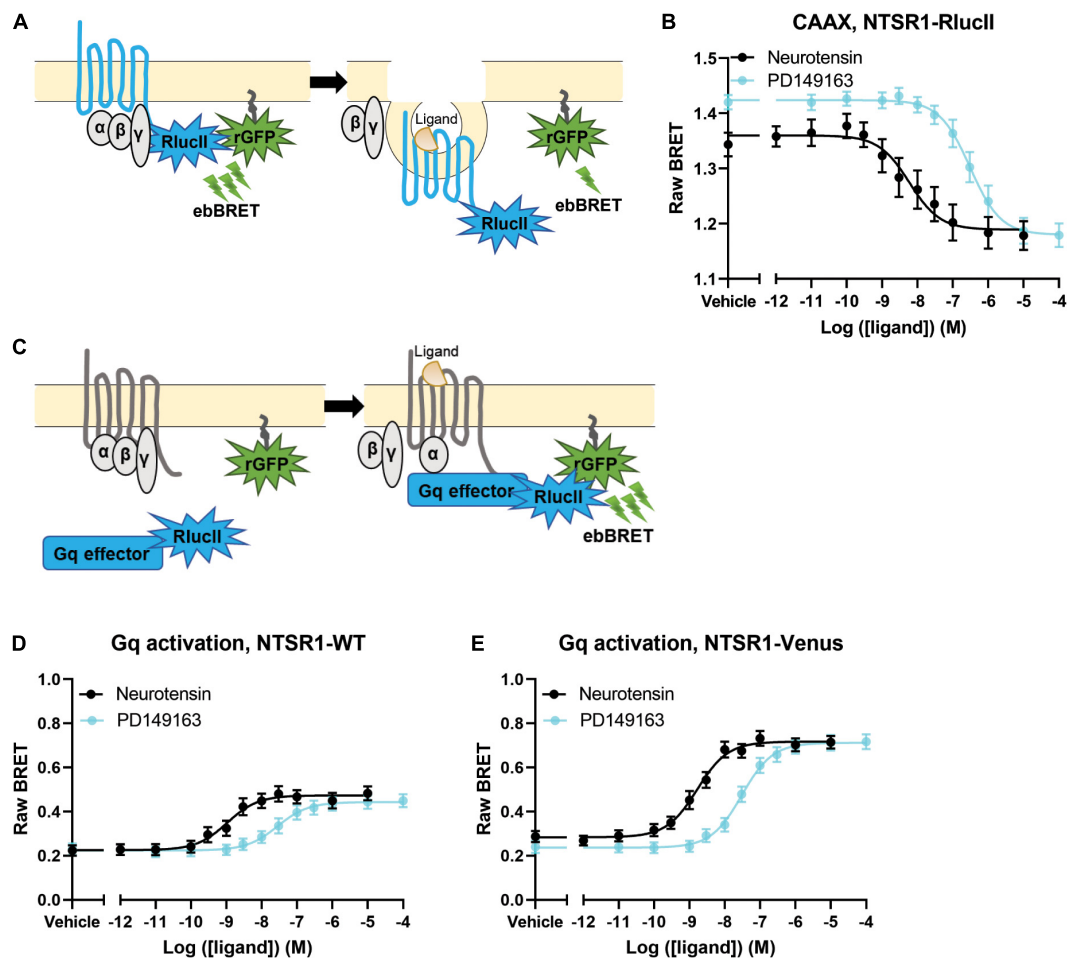 A
α
β
γ
RlucII
rGFP
ebBRET
β
γ
Ligand
RlucII
rGFP
ebBRET
B
CAAX, NTSR1-RlucII
Neurotensin
PD149163
Raw BRET
1.5
1.4
1.3
1.2
1.1
Vehicle -12 -11 -10 -9 -8 -7 -6 -5 -4
Log ([ligand]) (M)
C
α
β
γ
rGFP
Gq effector
RlucII
Ligand
β
γ
α
Gq effector
RlucII
rGFP
ebBRET
D
Gq activation, NTSR1-WT
Neurotensin
PD149163
Raw BRET
1.0
0.8
0.6
0.4
0.2
0.0
Vehicle -12 -11 -10 -9 -8 -7 -6 -5 -4
Log ([ligand]) (M)
E
Gq activation, NTSR1-Venus
Neurotensin
PD149163
Raw BRET
1.0
0.8
0.6
0.4
0.2
0.0
Vehicle -12 -11 -10 -9 -8 -7 -6 -5 -4
Log ([ligand]) (M)